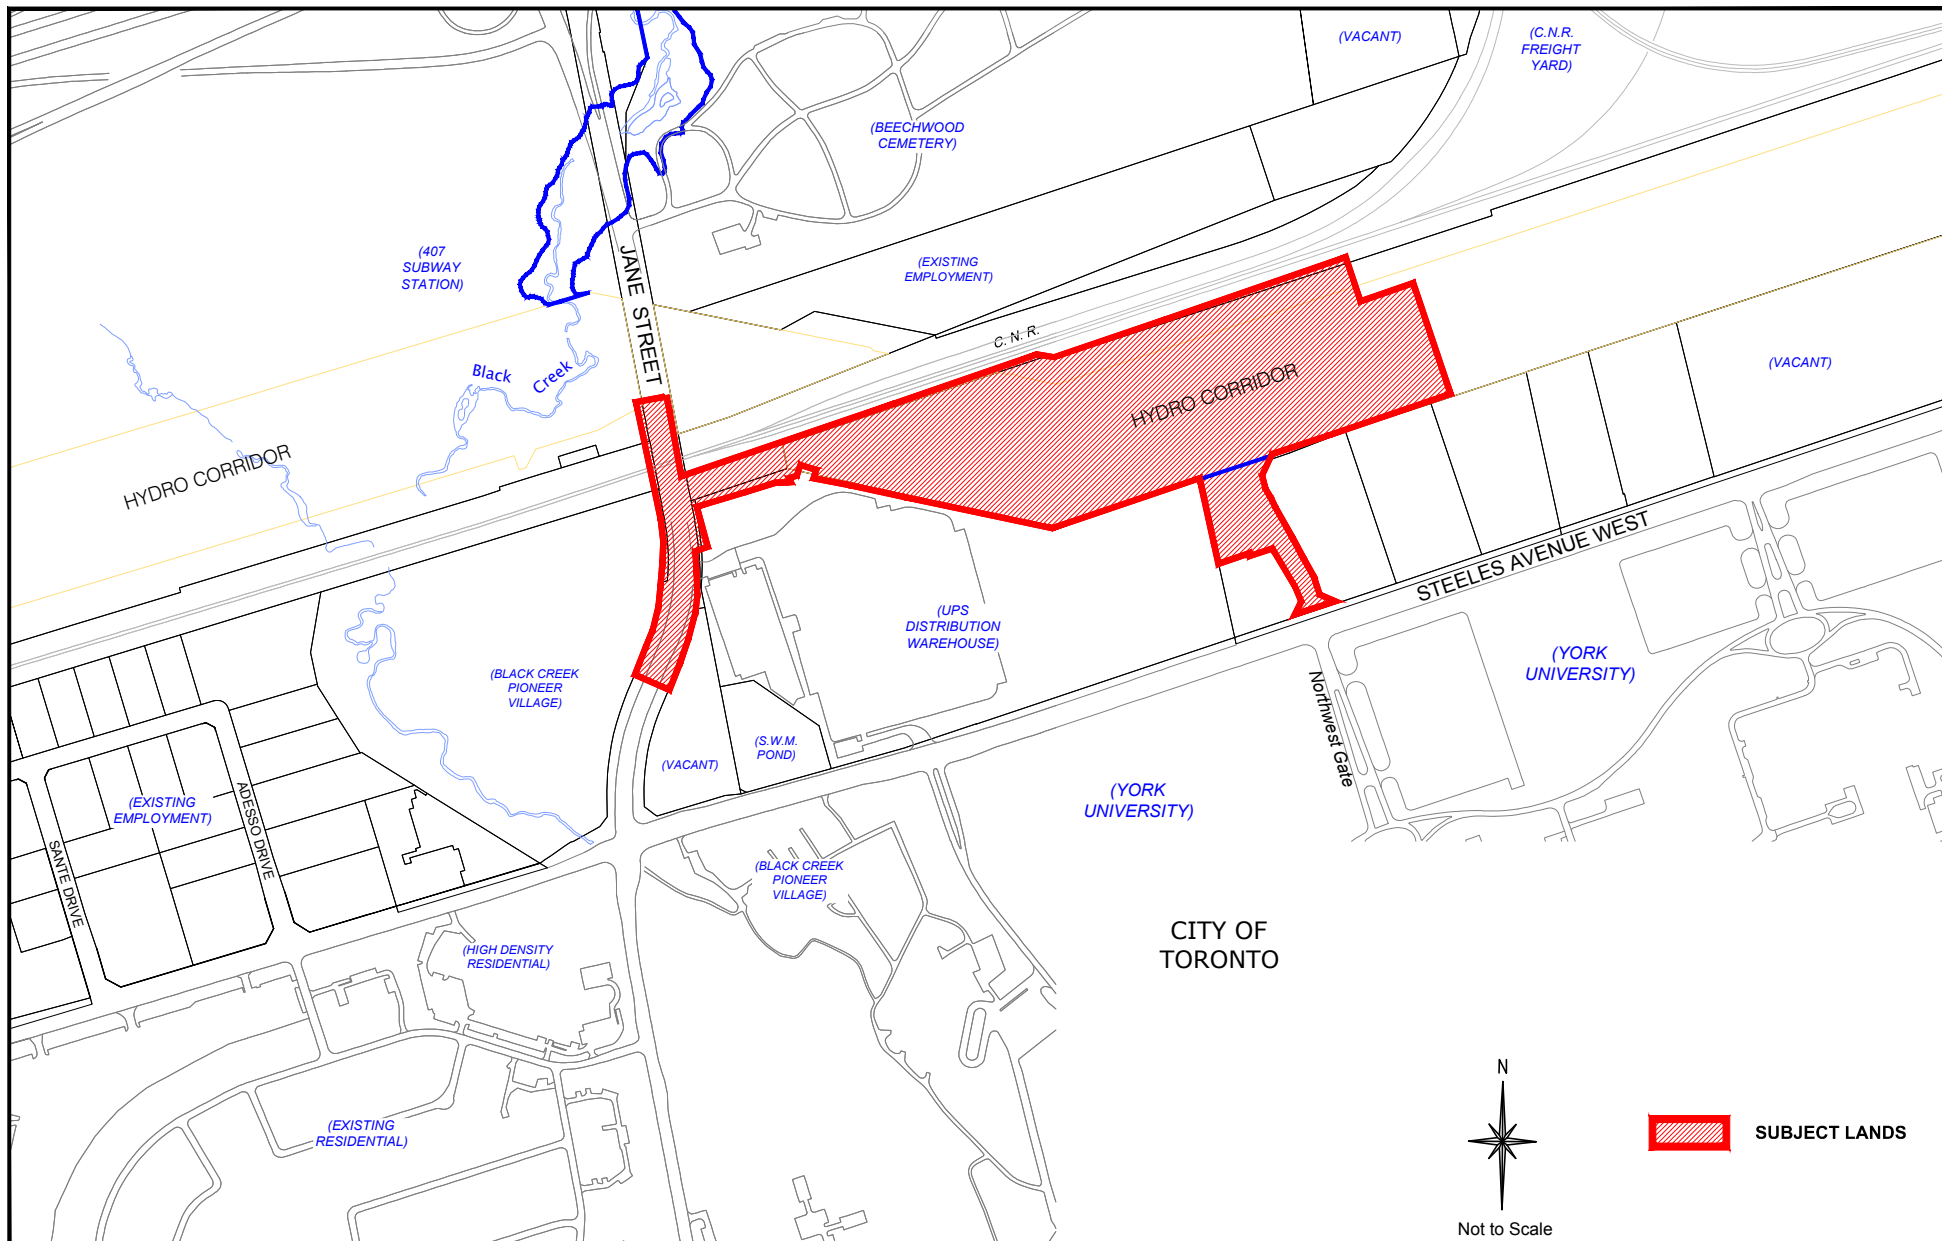 (VACANT)
(C.N.R.
FREIGHT
YARD)
(BEECHWOOD
CEMETERY)
(407
SUBWAY
STATION)
JANE STREET
(EXISTING
EMPLOYMENT)
C. N. R.
Black Creek
HYDRO CORRIDOR
(VACANT)
HYDRO CORRIDOR
STEELES AVENUE WEST
(UPS
DISTRIBUTION
WAREHOUSE)
(YORK
UNIVERSITY)
(BLACK CREEK
PIONEER
VILLAGE)
Northwest Gate
(S.W.M.
POND)
(VACANT)
(EXISTING
EMPLOYMENT)
ADESSO DRIVE
SANTE DRIVE
(YORK
UNIVERSITY)
(BLACK CREEK
PIONEER
VILLAGE)
CITY OF
TORONTO
(HIGH DENSITY
RESIDENTIAL)
(EXISTING
RESIDENTIAL)
N
Not to Scale
SUBJECT LANDS